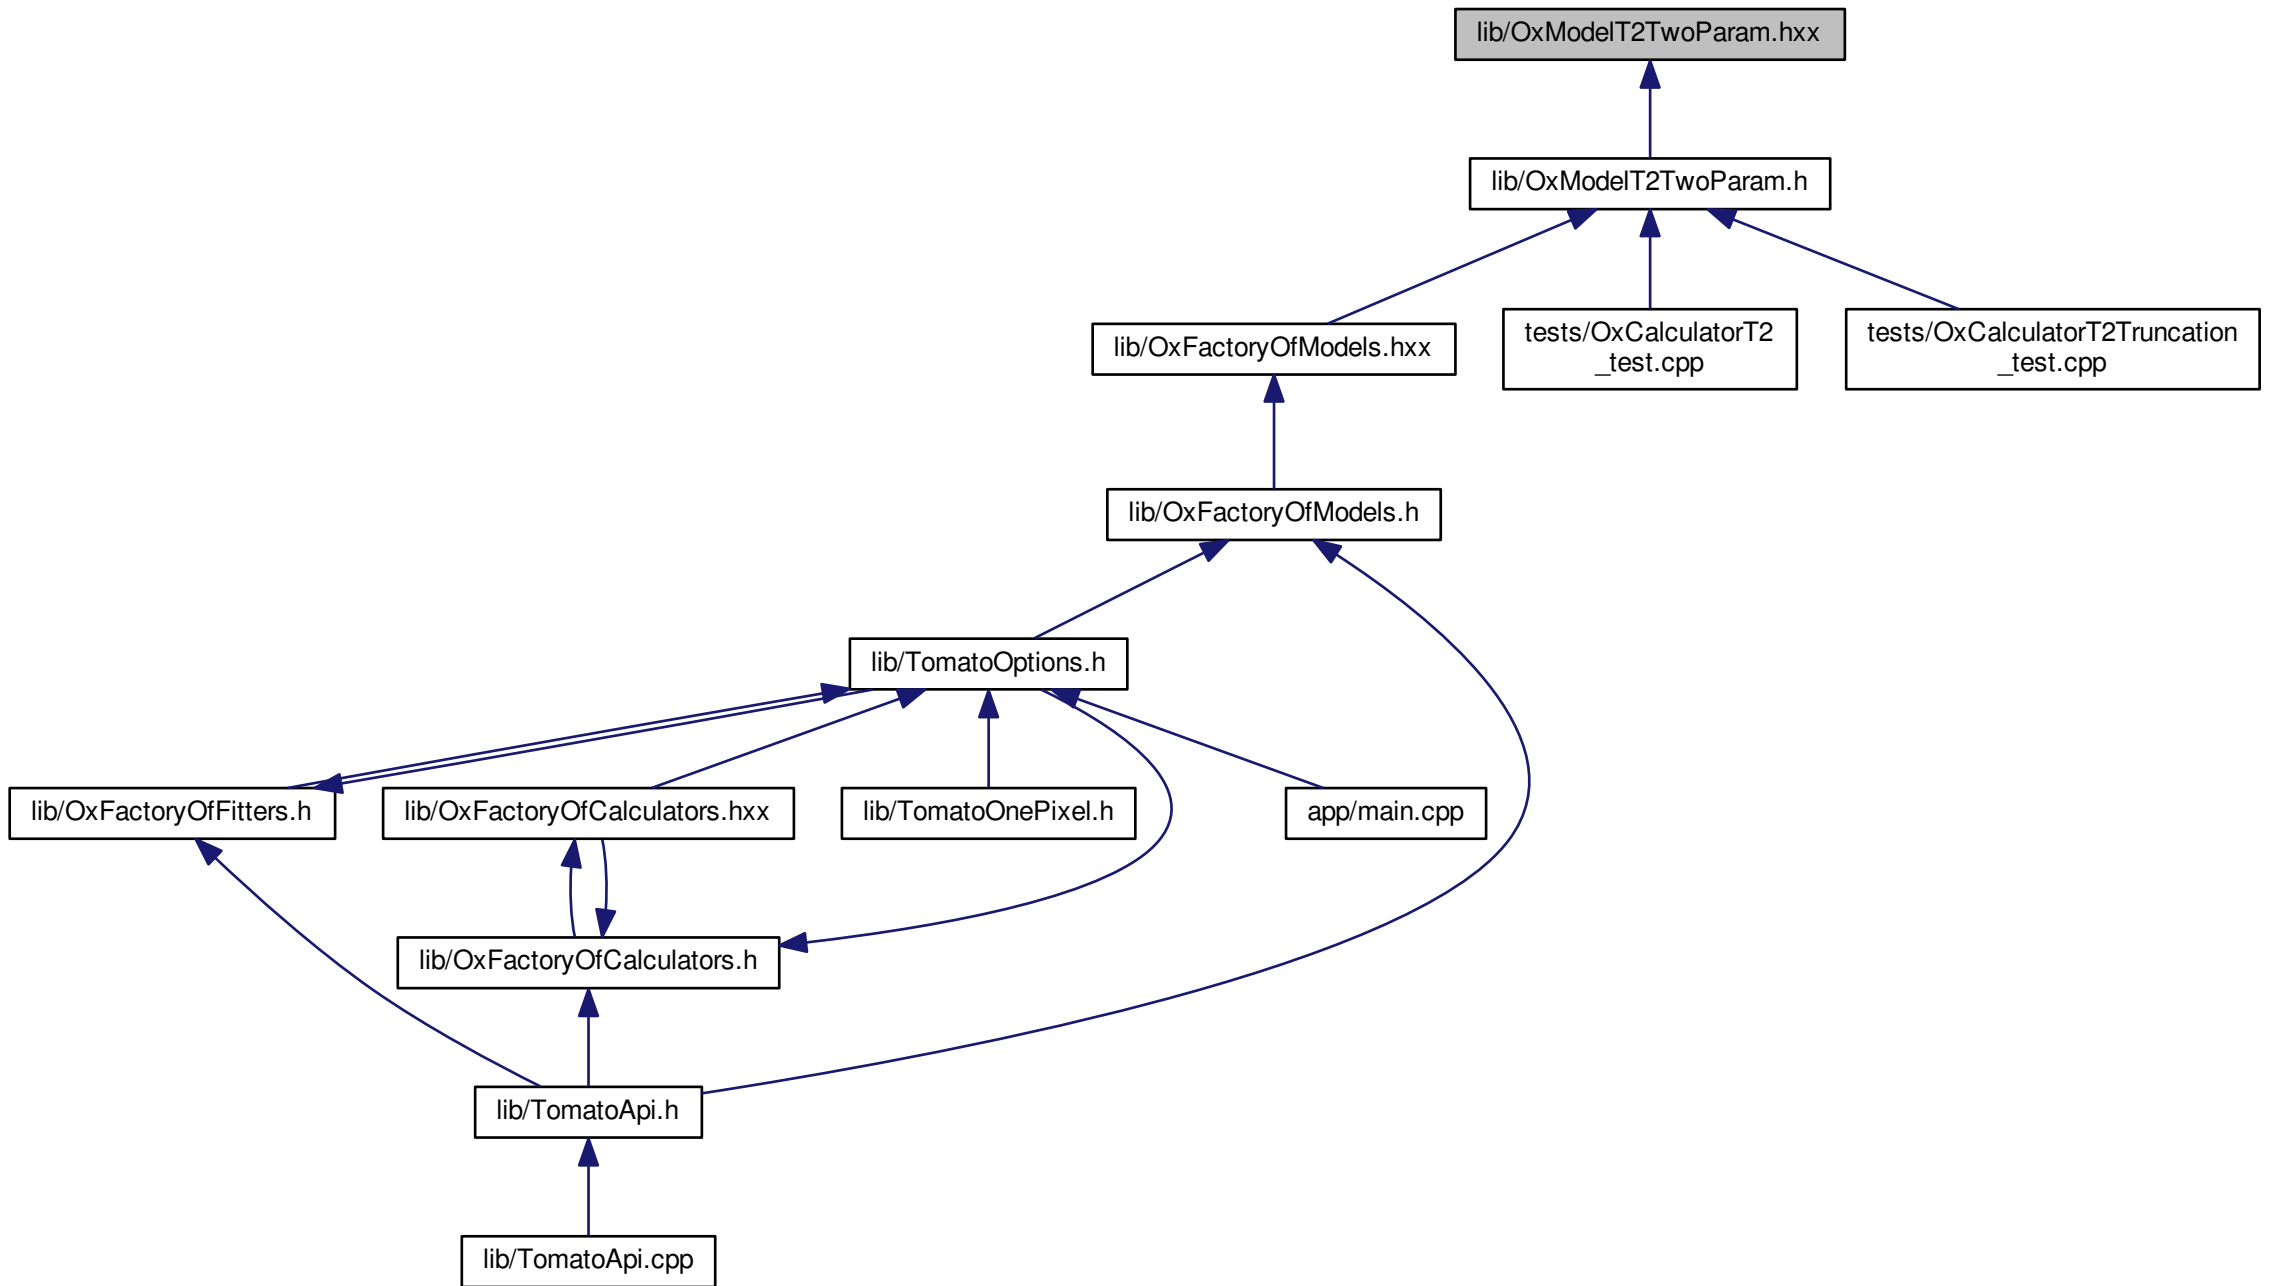 lib/OxModelT2TwoParam.hxx
lib/OxModelT2TwoParam.h
lib/OxFactoryOfModels.hxx
tests/OxCalculatorT2
_test.cpp
tests/OxCalculatorT2Truncation
_test.cpp
lib/OxFactoryOfModels.h
lib/TomatoOptions.h
lib/OxFactoryOfFitters.h
lib/OxFactoryOfCalculators.hxx
lib/TomatoOnePixel.h
app/main.cpp
lib/OxFactoryOfCalculators.h
lib/TomatoApi.h
lib/TomatoApi.cpp